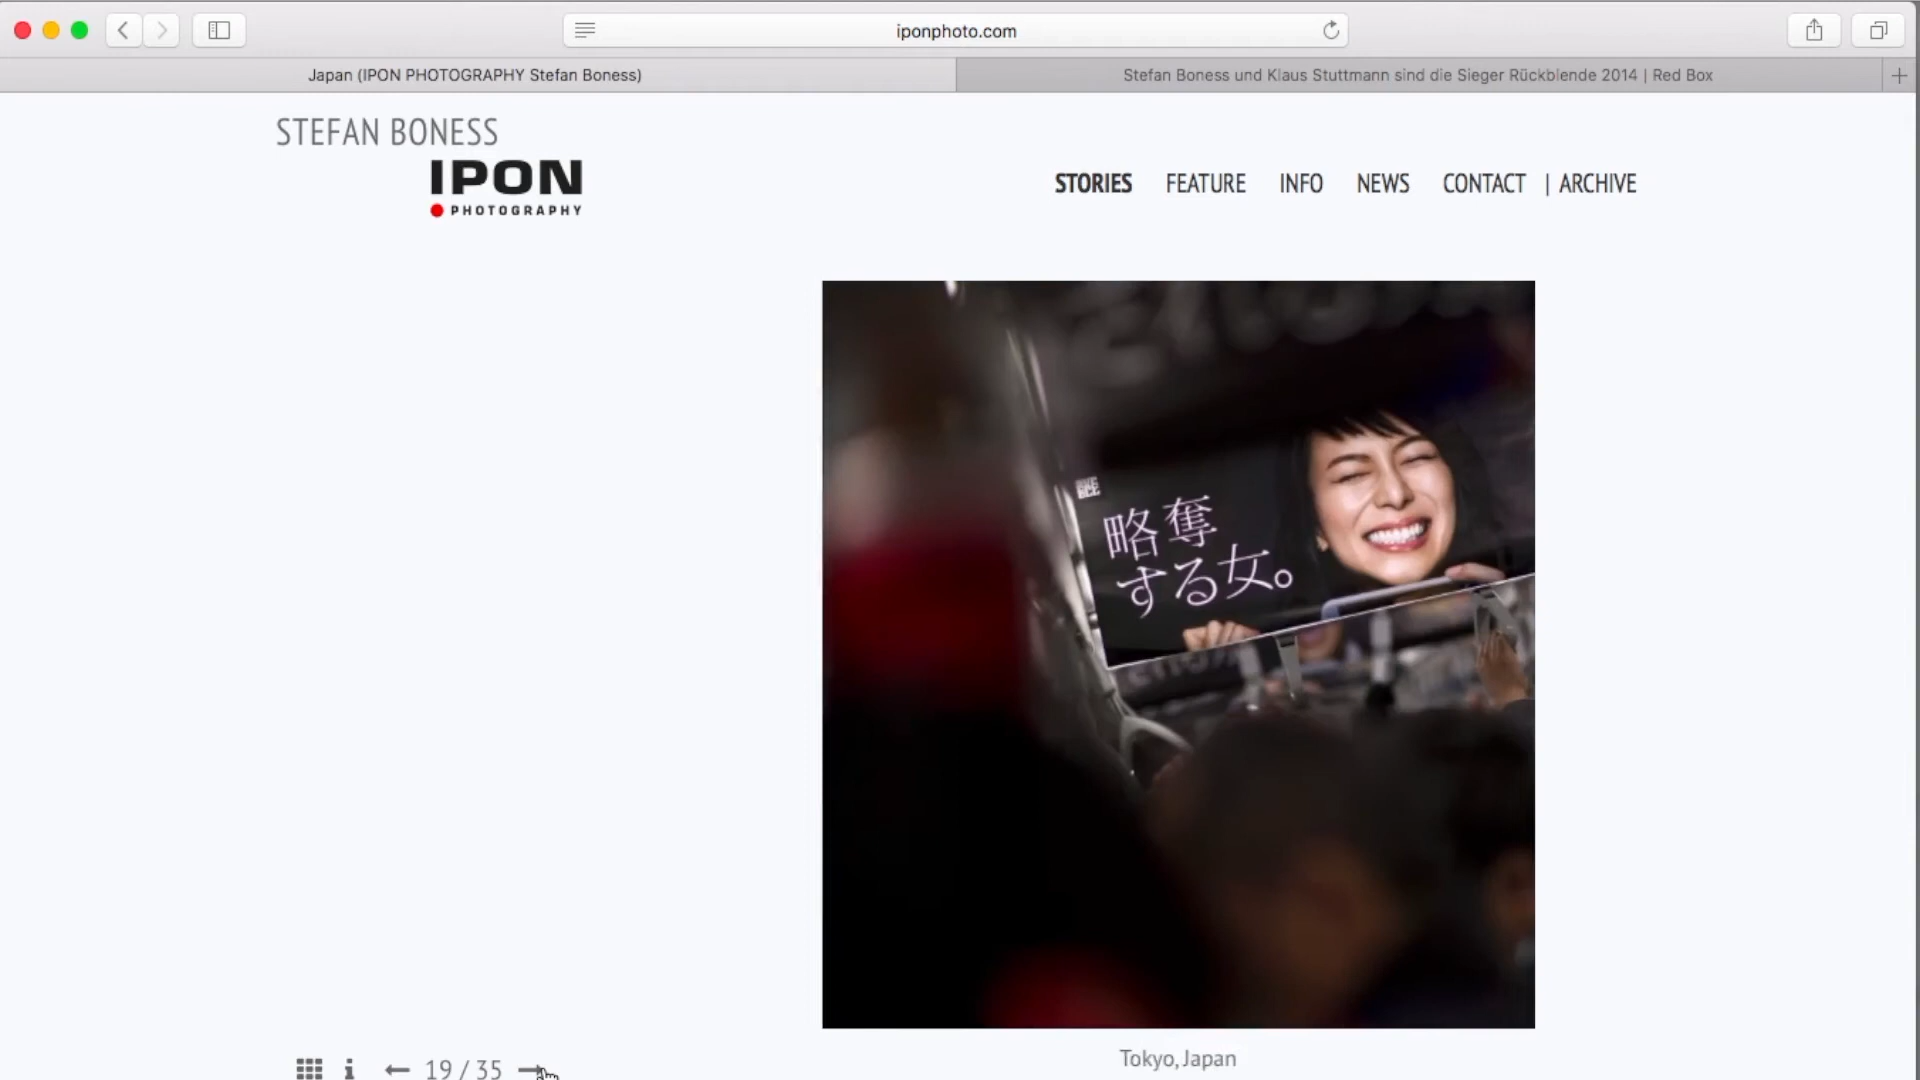 iponphoto.com
Japan (IPON PHOTOGRAPHY Stefan Boness)
Stefan Boness und Klaus Stuttmann sind die Sieger Rückblende 2014 | Red Box
STEFAN BONESS
IPON
PHOTOGRAPHY
STORIES FEATURE INFO NEWS CONTACT | ARCHIVE
略奪
する女。
19 / 35
Tokyo, Japan